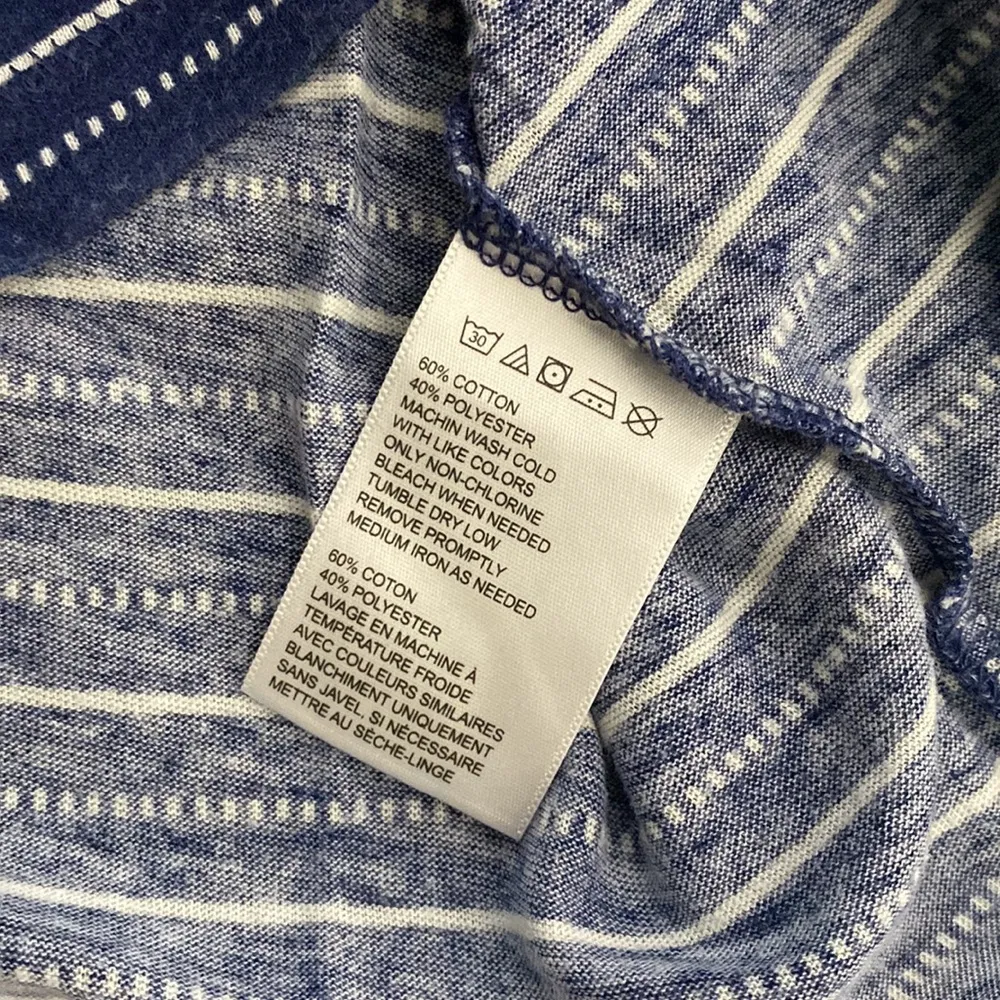 30
60% COTTON
40% POLYESTER
MACHIN WASH COLD
WITH LIKE COLORS
ONLY NON-CHLORINE
BLEACH WHEN NEEDED
TUMBLE DRY LOW
REMOVE PROMPTLY
MEDIUM IRON AS NEEDED
60% COTON
40% POLYESTER
LAVAGE EN MACHINE À
TEMPÉRATURE FROIDE
AVEC COULEURS SIMILAIRES
BLANCHIMENT UNIQUEMENT
SANS JAVEL, SI NÉCESSAIRE
METTRE AU SÈCHE-LINGE